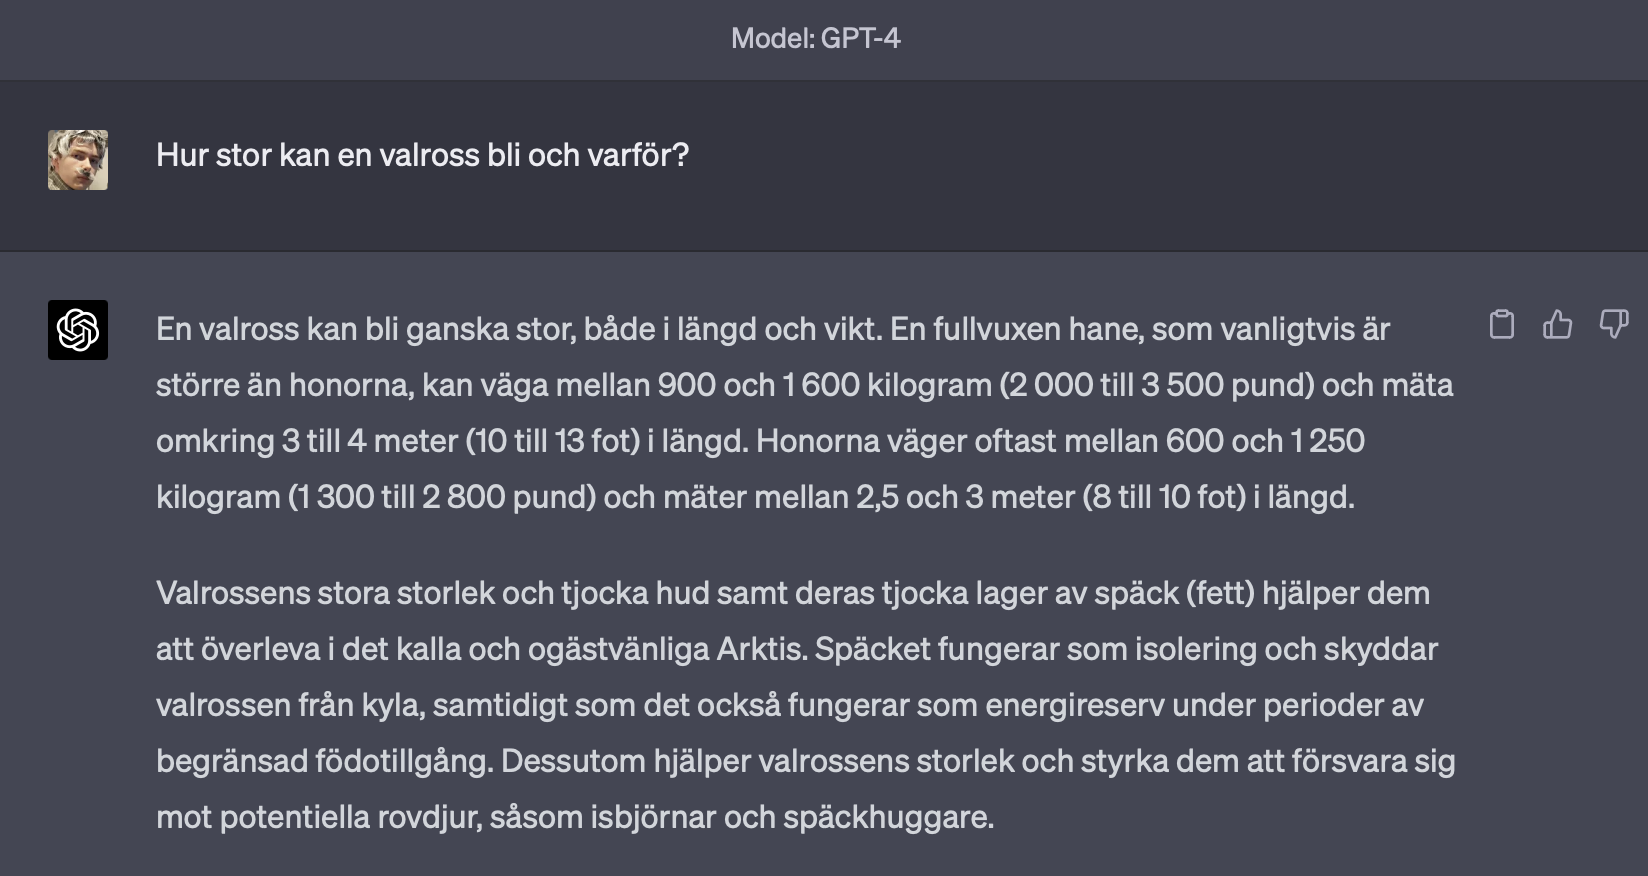 Model: GPT-4
Hur stor kan en valross bli och varför?
En valross kan bli ganska stor, både i längd och vikt. En fullvuxen hane, som vanligtvis är
större än honorna, kan väga mellan 900 och 1 600 kilogram (2 000 till 3 500 pund) och mäta
omkring 3 till 4 meter (10 till 13 fot) i längd. Honorna väger oftast mellan 600 och 1 250
kilogram (1 300 till 2 800 pund) och mäter mellan 2,5 och 3 meter (8 till 10 fot) i längd.
Valrossens stora storlek och tjocka hud samt deras tjocka lager av späck (fett) hjälper dem
att överleva i det kalla och ogästvänliga Arktis. Späcket fungerar som isolering och skyddar
valrossen från kyla, samtidigt som det också fungerar som energireserv under perioder av
begränsad födotillgång. Dessutom hjälper valrossens storlek och styrka dem att försvara sig
mot potentiella rovdjur, såsom isbjörnar och späckhuggare.